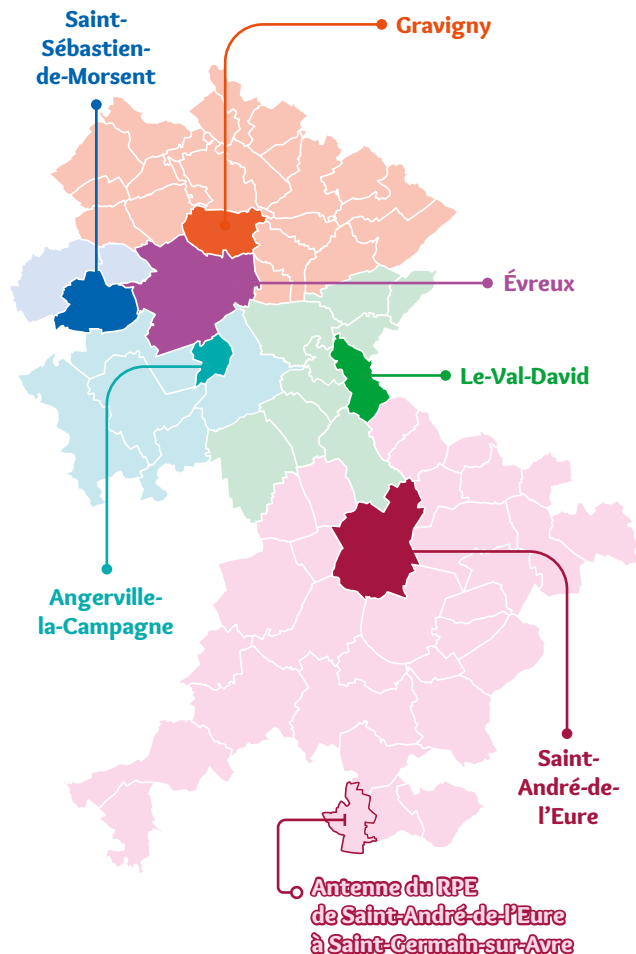 Saint-
Sébastien-
de-Morsent
Gravigny
Évreux
Le-Val-David
Angerville-
la-Campagne
Saint-
André-de-
l'Eure
Antenne du RPE
de Saint-André-de-l'Eure
à Saint-Germain-sur-Avre